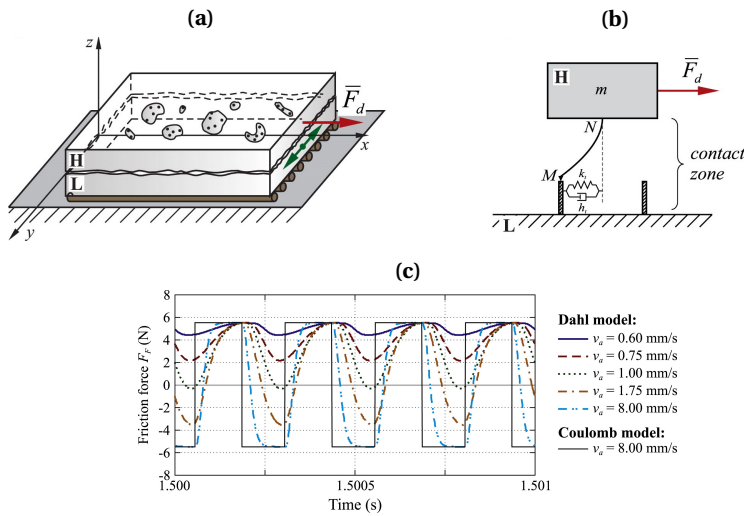 (a)
z
F_d
x
H
L
y
(b)
H
m
F_d
N
M
k_t
h_t
contact
zone
L
(c)
Friction force F_F (N)
8
6
4
2
0
-2
-4
-6
-8
1.500
1.5005
1.501
Time (s)
Dahl model:
v_a = 0.60 mm/s
v_a = 0.75 mm/s
v_a = 1.00 mm/s
v_a = 1.75 mm/s
v_a = 8.00 mm/s
Coulomb model:
v_a = 8.00 mm/s